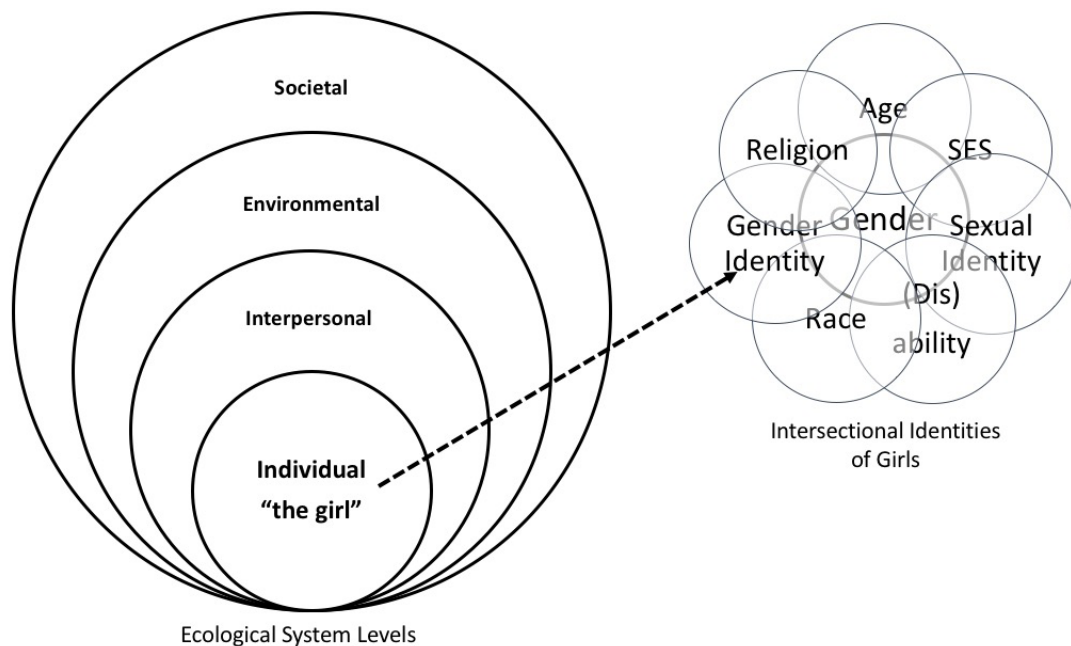 Societal
Environmental
Interpersonal
Individual
“the girl”
Ecological System Levels
Age
Religion
SES
Gender
Gender
Identity
Sexual
Identity
Race
(Dis)
ability
Intersectional Identities
of Girls